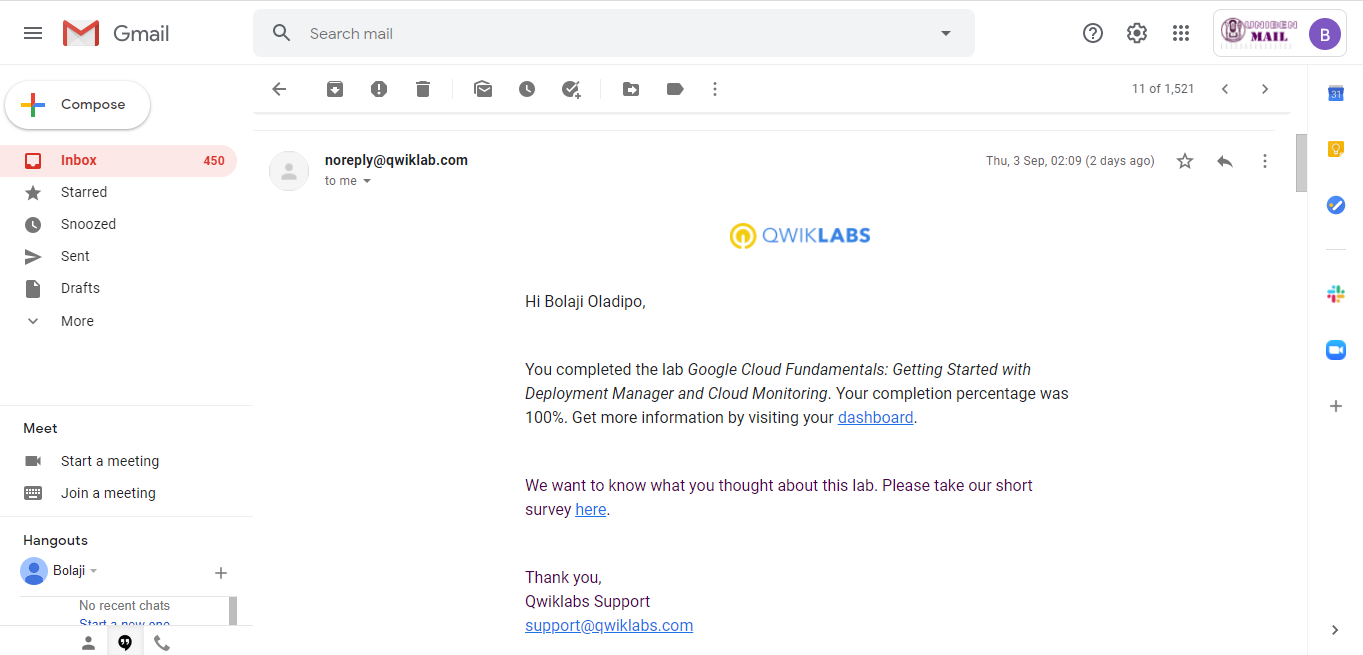 Gmail
Search mail
UNIBEN
MAIL
B
Compose
11 of 1,521
31
Inbox 450
Starred
Snoozed
Sent
Drafts
More
Meet
Start a meeting
Join a meeting
Hangouts
Bolaji
No recent chats
Start a new one
noreply@qwiklab.com
Thu, 3 Sep, 02:09 (2 days ago)
to me
QWIKLABS
Hi Bolaji Oladipo,
You completed the lab Google Cloud Fundamentals: Getting Started with
Deployment Manager and Cloud Monitoring. Your completion percentage was
100%. Get more information by visiting your dashboard.
We want to know what you thought about this lab. Please take our short
survey here.
Thank you,
Qwiklabs Support
support@qwiklabs.com